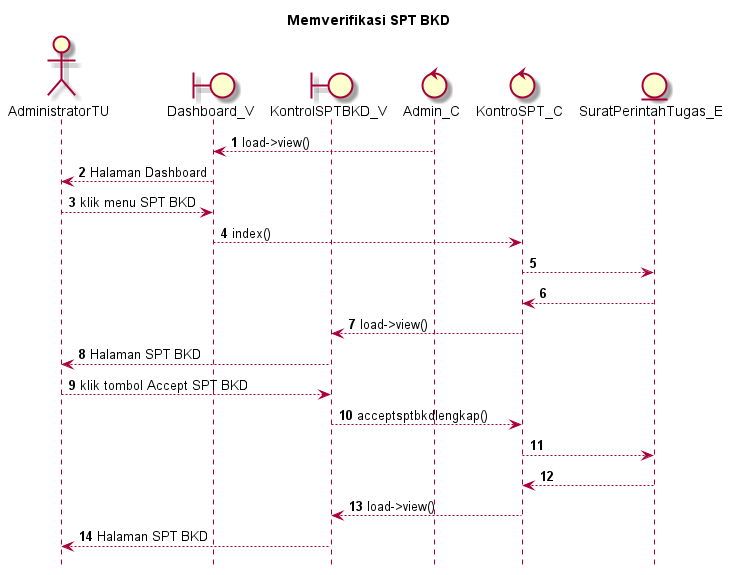 Memverifikasi SPT BKD
AdministratorTU
Dashboard_V
KontrolSPTBKD_V
Admin_C
KontroSPT_C
SuratPerintahTugas_E
1 load->view()
2 Halaman Dashboard
3 klik menu SPT BKD
4 index()
5
6
7 load->view()
8 Halaman SPT BKD
9 klik tombol Accept SPT BKD
10 acceptsptbkdlengkap()
11
12
13 load->view()
14 Halaman SPT BKD